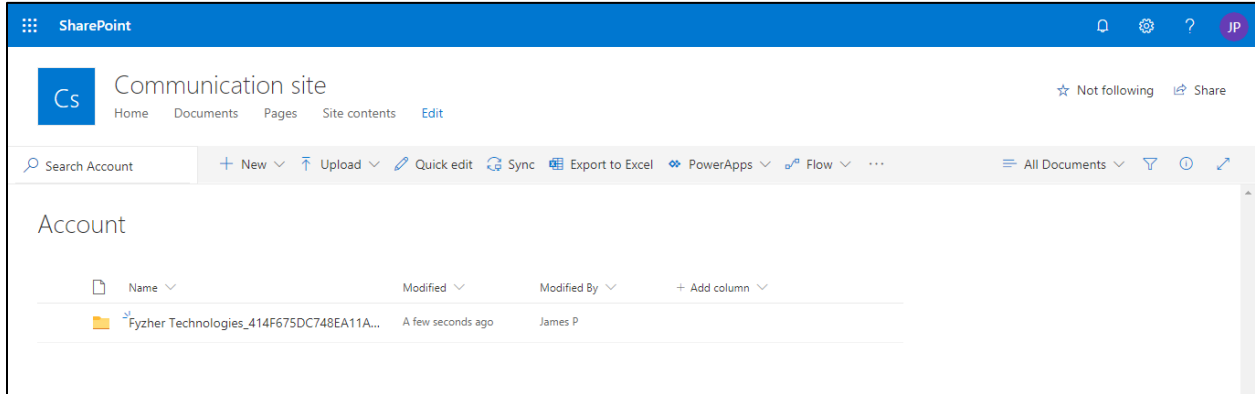 SharePoint ? JP
Cs Communication site
Home Documents Pages Site contents Edit
Not following Share
Search Account New Upload Quick edit Sync Export to Excel PowerApps Flow ··· All Documents
Account
Name Modified Modified By + Add column
Fyzher Technologies_414F675DC748EA11A... A few seconds ago James P